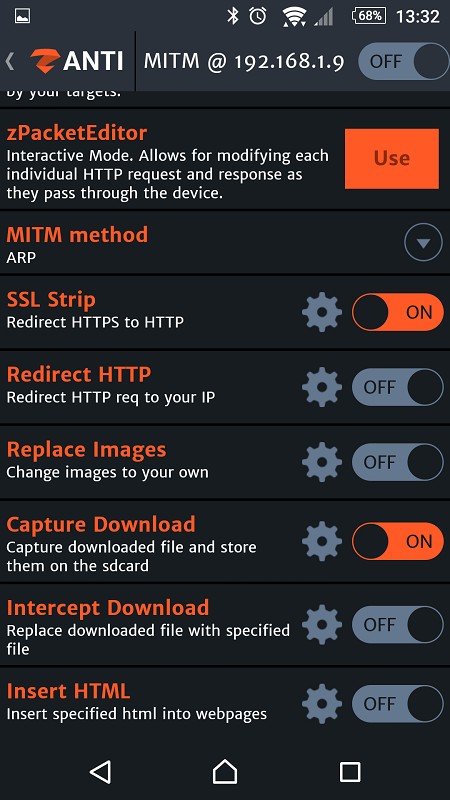 68% 13:32
ANTI MITM @ 192.168.1.9 OFF
by your targets.
zPacketEditor
Interactive Mode. Allows for modifying each
individual HTTP request and response as
they pass through the device.
Use
MITM method
ARP
SSL Strip
Redirect HTTPS to HTTP
ON
Redirect HTTP
Redirect HTTP req to your IP
OFF
Replace Images
Change images to your own
OFF
Capture Download
Capture downloaded file and store
them on the sdcard
ON
Intercept Download
Replace downloaded file with specified
file
OFF
Insert HTML
Insert specified html into webpages
OFF